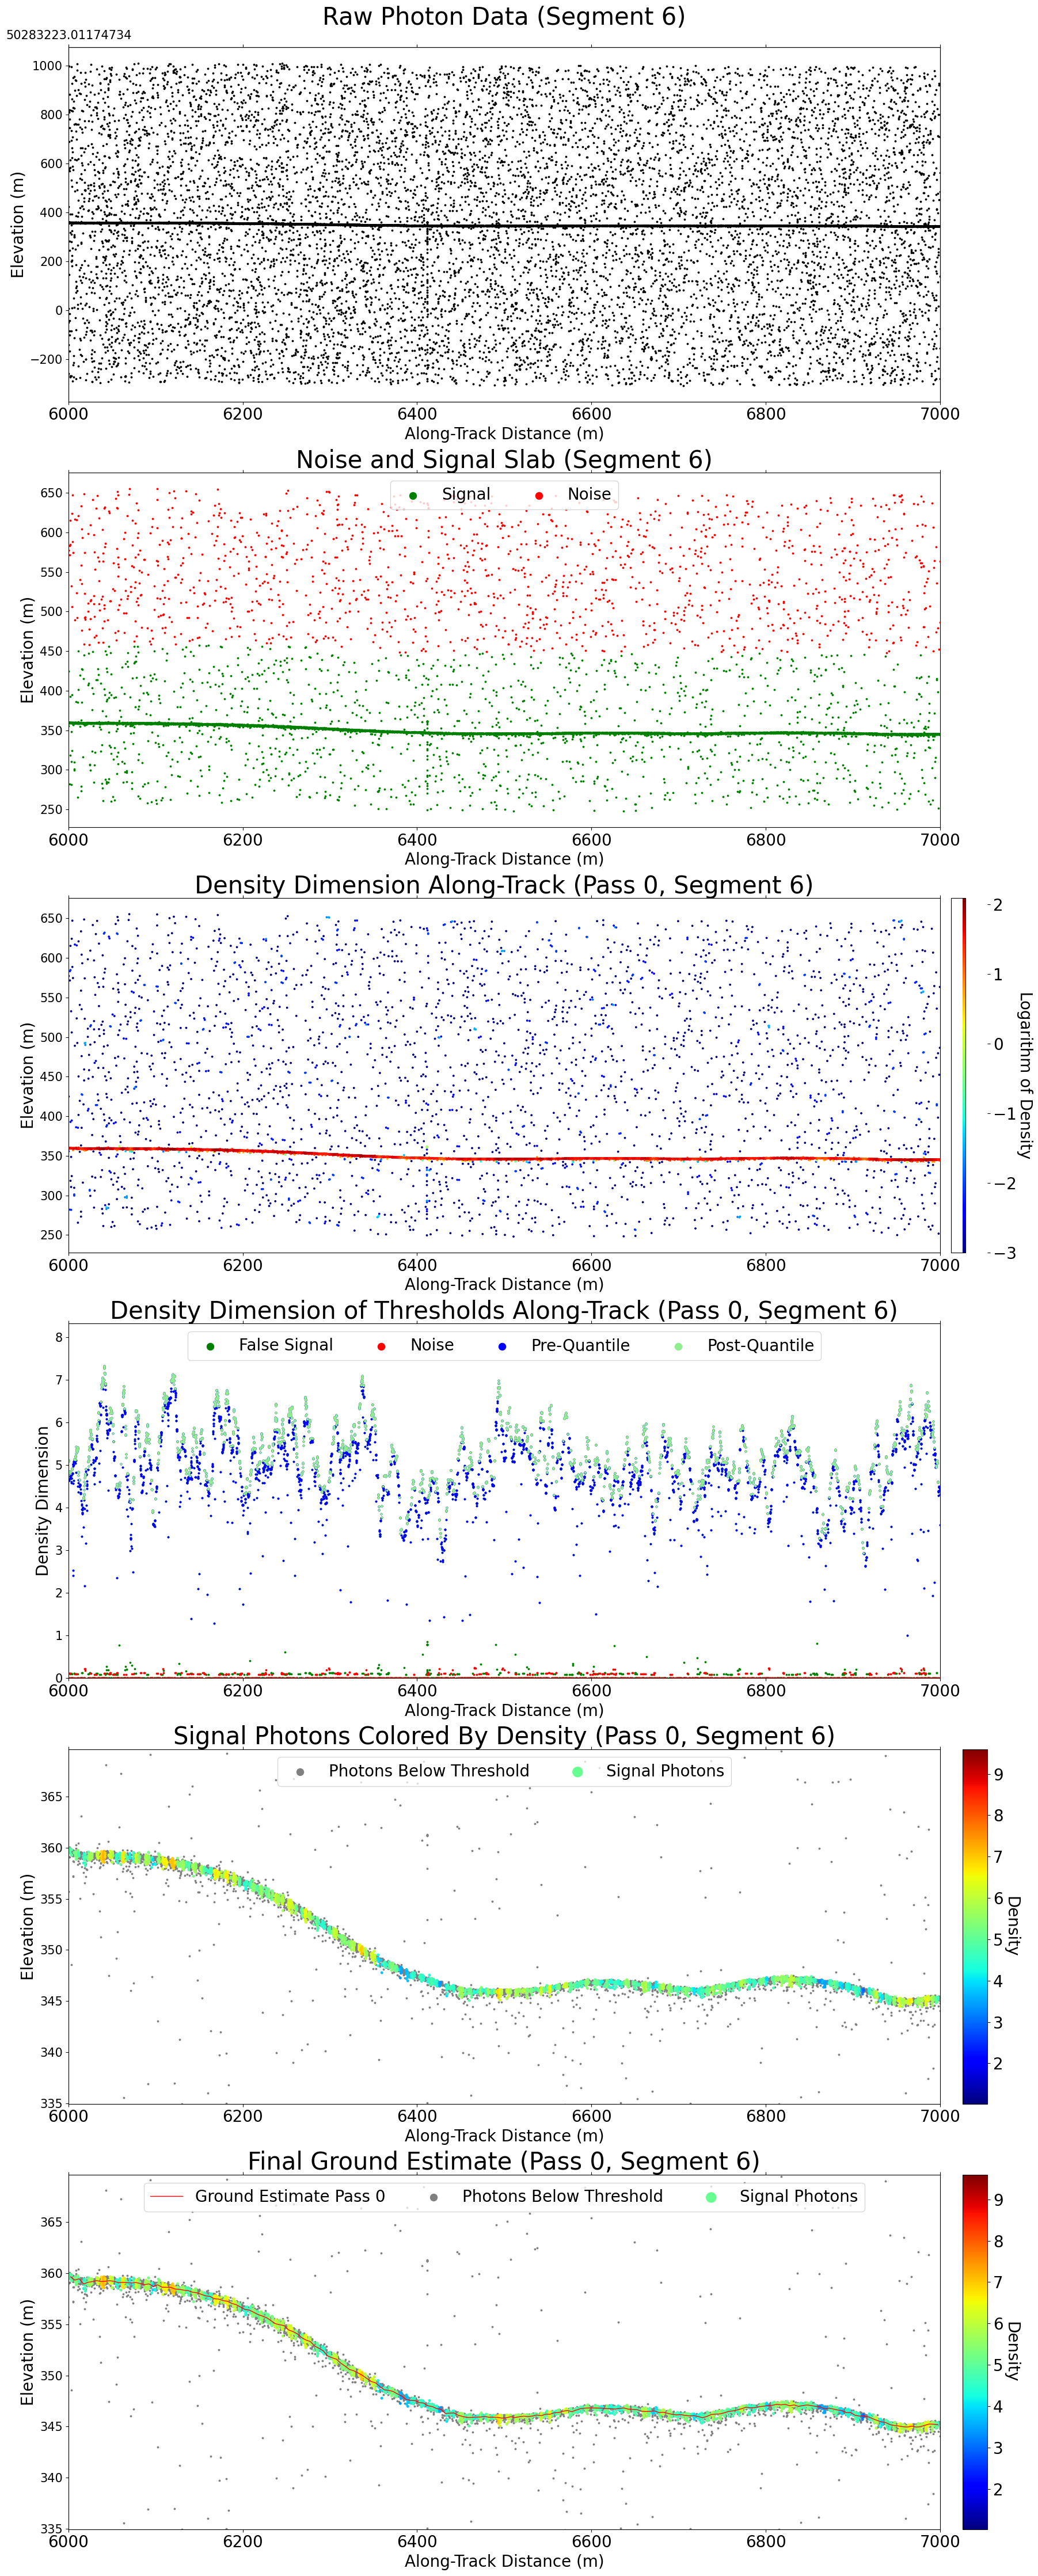 Raw Photon Data (Segment 6)
50283223.01174734
1000
800
600
400
200
0
−200
Elevation (m)
6000 6200 6400 6600 6800 7000
Along-Track Distance (m)
Noise and Signal Slab (Segment 6)
Signal Noise
650
600
550
500
450
400
350
300
250
Elevation (m)
6000 6200 6400 6600 6800 7000
Along-Track Distance (m)
Density Dimension Along-Track (Pass 0, Segment 6)
650
600
550
500
450
400
350
300
250
Elevation (m)
6000 6200 6400 6600 6800 7000
Along-Track Distance (m)
2
1
0
−1
−2
−3
Logarithm of Density
Density Dimension of Thresholds Along-Track (Pass 0, Segment 6)
False Signal Noise Pre-Quantile Post-Quantile
8
7
6
5
4
3
2
1
0
Density Dimension
6000 6200 6400 6600 6800 7000
Along-Track Distance (m)
Signal Photons Colored By Density (Pass 0, Segment 6)
Photons Below Threshold Signal Photons
365
360
355
350
345
340
335
Elevation (m)
6000 6200 6400 6600 6800 7000
Along-Track Distance (m)
9
8
7
6
5
4
3
2
Density
Final Ground Estimate (Pass 0, Segment 6)
Ground Estimate Pass 0 Photons Below Threshold Signal Photons
365
360
355
350
345
340
335
Elevation (m)
6000 6200 6400 6600 6800 7000
Along-Track Distance (m)
9
8
7
6
5
4
3
2
Density